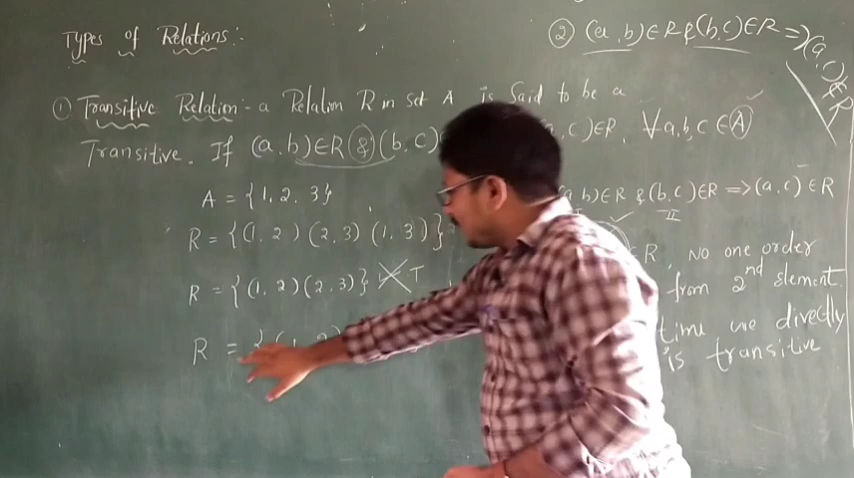 Types of Relations:-
② (a,b)∈R & (b,c)∈R =>(a,c)∉R
① Transitive Relation:- a Relation R in set A is said to be a
Transitive. If (a,b)∈R & (b,c) ,c)∈R, ∀a,b,c ∈ A
A = {1, 2, 3}
R = {(1, 2) (2, 3) (1, 3)}
R = {(1, 2)(2, 3)} T
R = {(1, 2)
a,b)∈R & (b,c)∈R =>(a,c)∈R
I II
∈R, No one order
from 2nd element.
time we divectly
is transitive